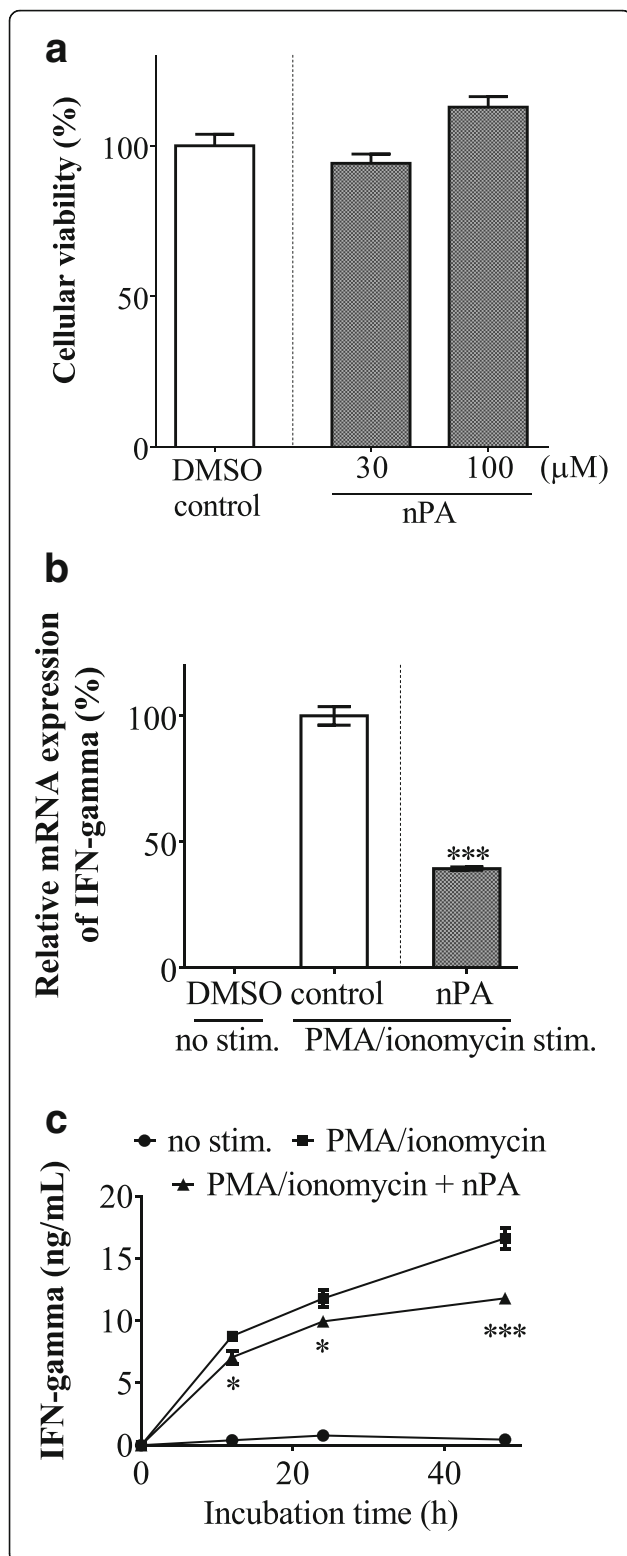 a
Cellular viability (%)
100
50
0
DMSO
control
30
100
(μM)
nPA
b
Relative mRNA expression
of IFN-gamma (%)
100
50
0
***
DMSO control
nPA
no stim.
PMA/ionomycin stim.
c
no stim.
PMA/ionomycin
PMA/ionomycin + nPA
IFN-gamma (ng/mL)
20
15
10
5
0
*
*
***
0
20
40
Incubation time (h)